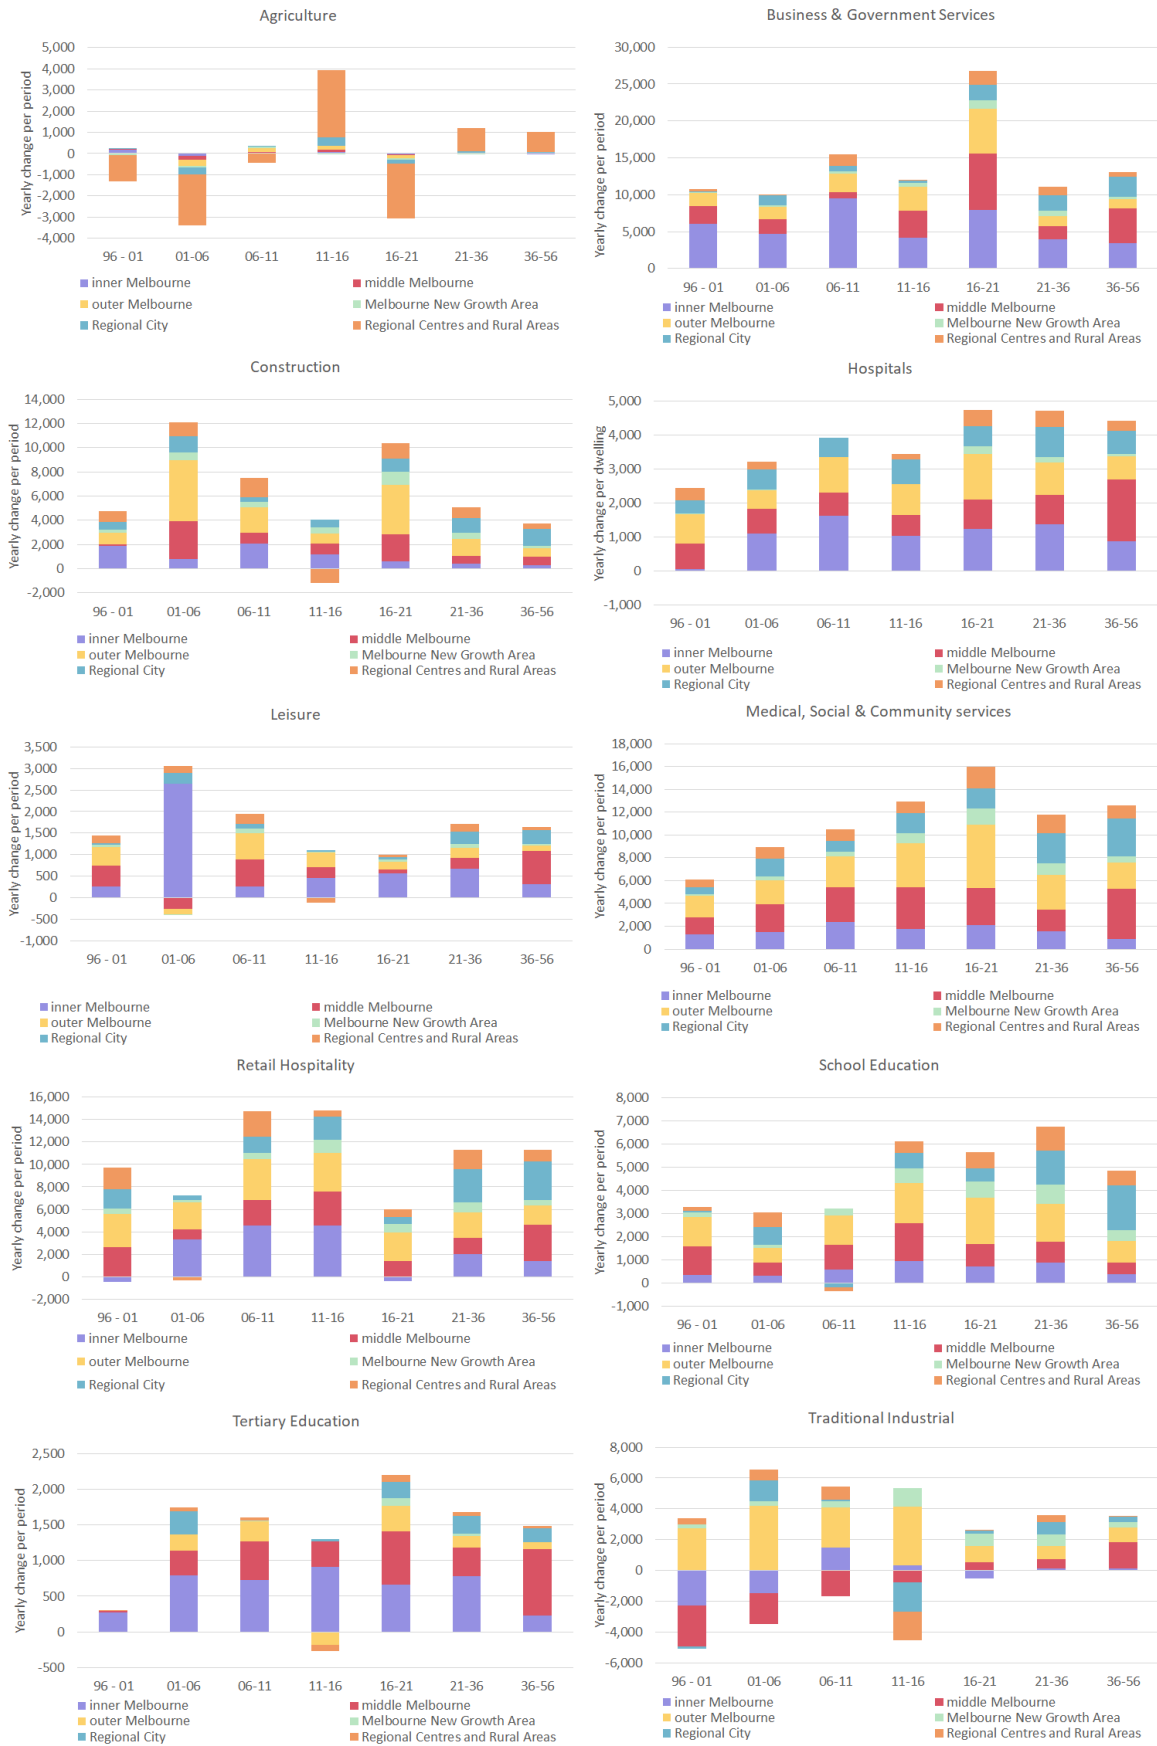 Agriculture
Yearly change per period
5,000
4,000
3,000
2,000
1,000
0
-1,000
-2,000
-3,000
-4,000
96 - 01 01-06 06-11 11-16 16-21 21-36 36-56
inner Melbourne middle Melbourne
outer Melbourne Melbourne New Growth Area
Regional City Regional Centres and Rural Areas
Business & Government Services
Yearly change per period
30,000
25,000
20,000
15,000
10,000
5,000
0
96 - 01 01-06 06-11 11-16 16-21 21-36 36-56
inner Melbourne middle Melbourne
outer Melbourne Melbourne New Growth Area
Regional City Regional Centres and Rural Areas
Construction
Yearly change per period
14,000
12,000
10,000
8,000
6,000
4,000
2,000
0
-2,000
96 - 01 01-06 06-11 11-16 16-21 21-36 36-56
inner Melbourne middle Melbourne
outer Melbourne Melbourne New Growth Area
Regional City Regional Centres and Rural Areas
Hospitals
Yearly change per dwelling
5,000
4,000
3,000
2,000
1,000
0
-1,000
96 - 01 01-06 06-11 11-16 16-21 21-36 36-56
inner Melbourne middle Melbourne
outer Melbourne Melbourne New Growth Area
Regional City Regional Centres and Rural Areas
Leisure
Yearly change per period
3,500
3,000
2,500
2,000
1,500
1,000
500
0
-500
-1,000
96 - 01 01-06 06-11 11-16 16-21 21-36 36-56
inner Melbourne middle Melbourne
outer Melbourne Melbourne New Growth Area
Regional City Regional Centres and Rural Areas
Medical, Social & Community services
Yearly change per period
18,000
16,000
14,000
12,000
10,000
8,000
6,000
4,000
2,000
0
96 - 01 01-06 06-11 11-16 16-21 21-36 36-56
inner Melbourne middle Melbourne
outer Melbourne Melbourne New Growth Area
Regional City Regional Centres and Rural Areas
Retail Hospitality
Yearly change per period
16,000
14,000
12,000
10,000
8,000
6,000
4,000
2,000
0
-2,000
96 - 01 01-06 06-11 11-16 16-21 21-36 36-56
inner Melbourne middle Melbourne
outer Melbourne Melbourne New Growth Area
Regional City Regional Centres and Rural Areas
School Education
Yearly change per period
8,000
7,000
6,000
5,000
4,000
3,000
2,000
1,000
0
-1,000
96 - 01 01-06 06-11 11-16 16-21 21-36 36-56
inner Melbourne middle Melbourne
outer Melbourne Melbourne New Growth Area
Regional City Regional Centres and Rural Areas
Tertiary Education
Yearly change per period
2,500
2,000
1,500
1,000
500
0
-500
96 - 01 01-06 06-11 11-16 16-21 21-36 36-56
inner Melbourne middle Melbourne
outer Melbourne Melbourne New Growth Area
Regional City Regional Centres and Rural Areas
Traditional Industrial
Yearly change per period
8,000
6,000
4,000
2,000
0
-2,000
-4,000
-6,000
96 - 01 01-06 06-11 11-16 16-21 21-36 36-56
inner Melbourne middle Melbourne
outer Melbourne Melbourne New Growth Area
Regional City Regional Centres and Rural Areas